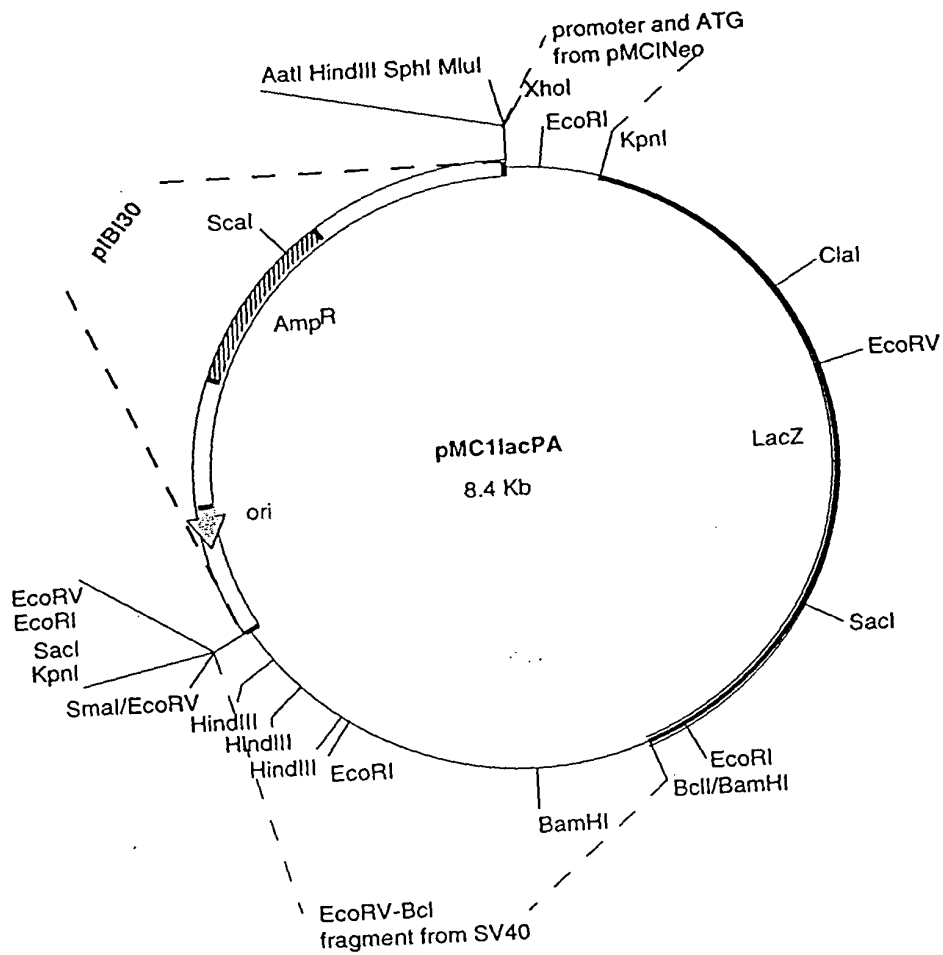 promoter and ATG
from pMCINeo
AatI HindIII SphI MluI
XhoI
EcoRI
KpnI
pIBI30
ScaI
ClaI
AmpR
EcoRV
LacZ
pMC1lacPA
8.4 Kb
ori
EcoRV
EcoRI
SacI
KpnI
SmaI/EcoRV
SacI
HindIII
HindIII
HindIII
EcoRI
EcoRI
BclI/BamHI
BamHI
EcoRV-Bcl
fragment from SV40